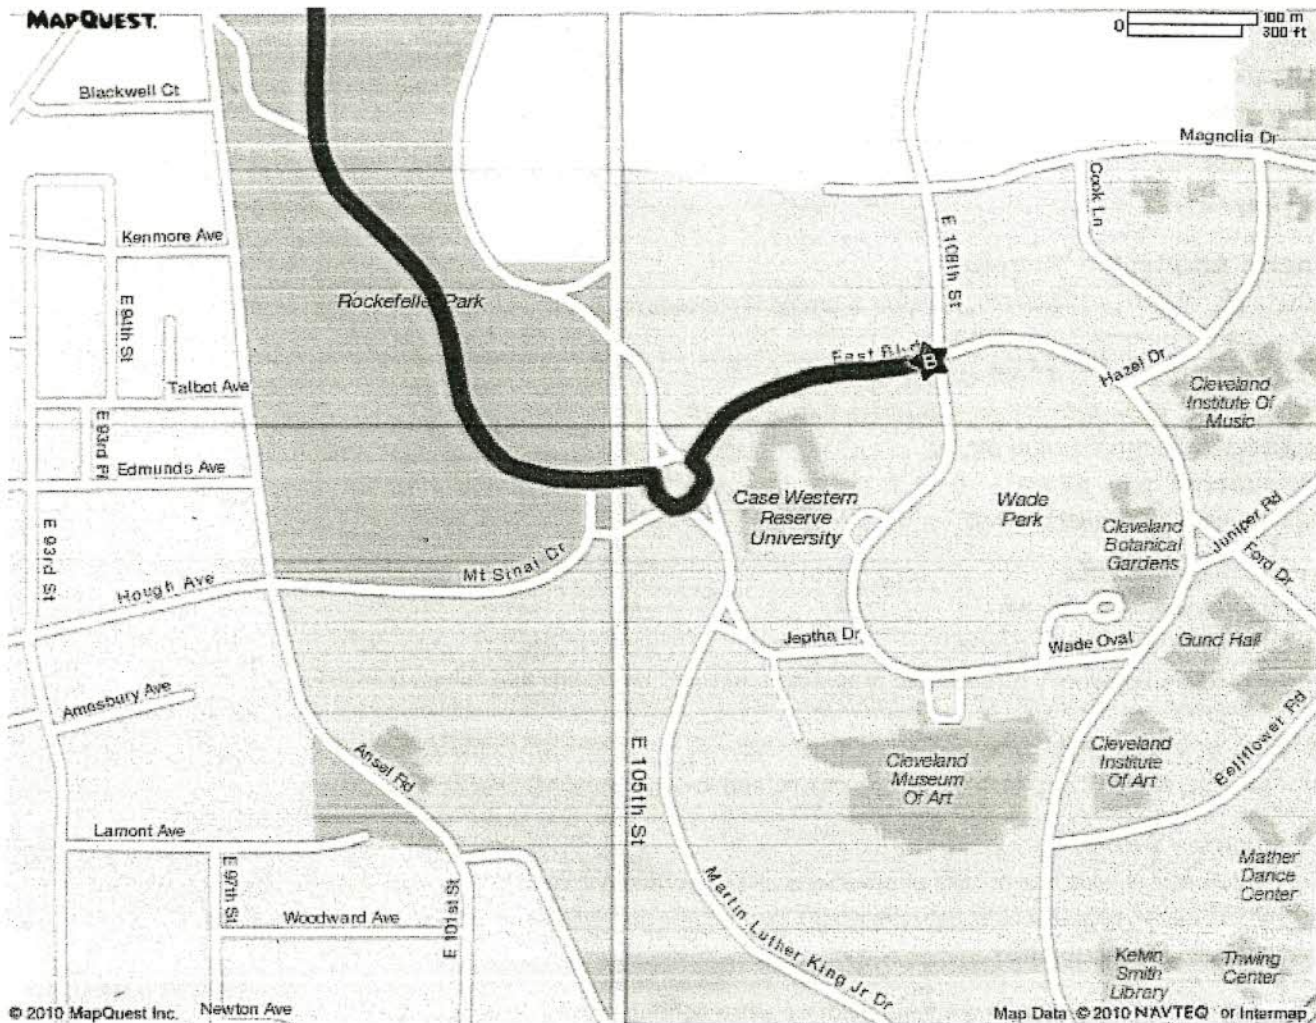 MAPQUEST.
0
100 m
300 ft
Blackwell Ct
Magnolia Dr
Cook Ln
Kenmore Ave
E 108th St
Rockefeller Park
E 94th St
East Blvd
B
Hazel Dr
Talbot Ave
Cleveland
Institute Of
Music
E 93rd Pl
Edmunds Ave
Case Western
Reserve
University
Wade
Park
Cleveland
Botanical
Gardens
Juniper Rd
Ford Dr
E 93rd St
Mt Sinai Dr
Hough Ave
Jeptha Dr
Wade Oval
Gund Hall
Amesbury Ave
Bellflower Rd
Ansel Rd
E 105th St
Cleveland
Museum
Of Art
Cleveland
Institute
Of Art
Lamont Ave
E 97th St
Mather
Dance
Center
Woodward Ave
E 101st St
Martin Luther King Jr Dr
Kelvin
Smith
Library
Thwing
Center
© 2010 MapQuest Inc.
Newton Ave
Map Data © 2010 NAVTEQ or Intermap